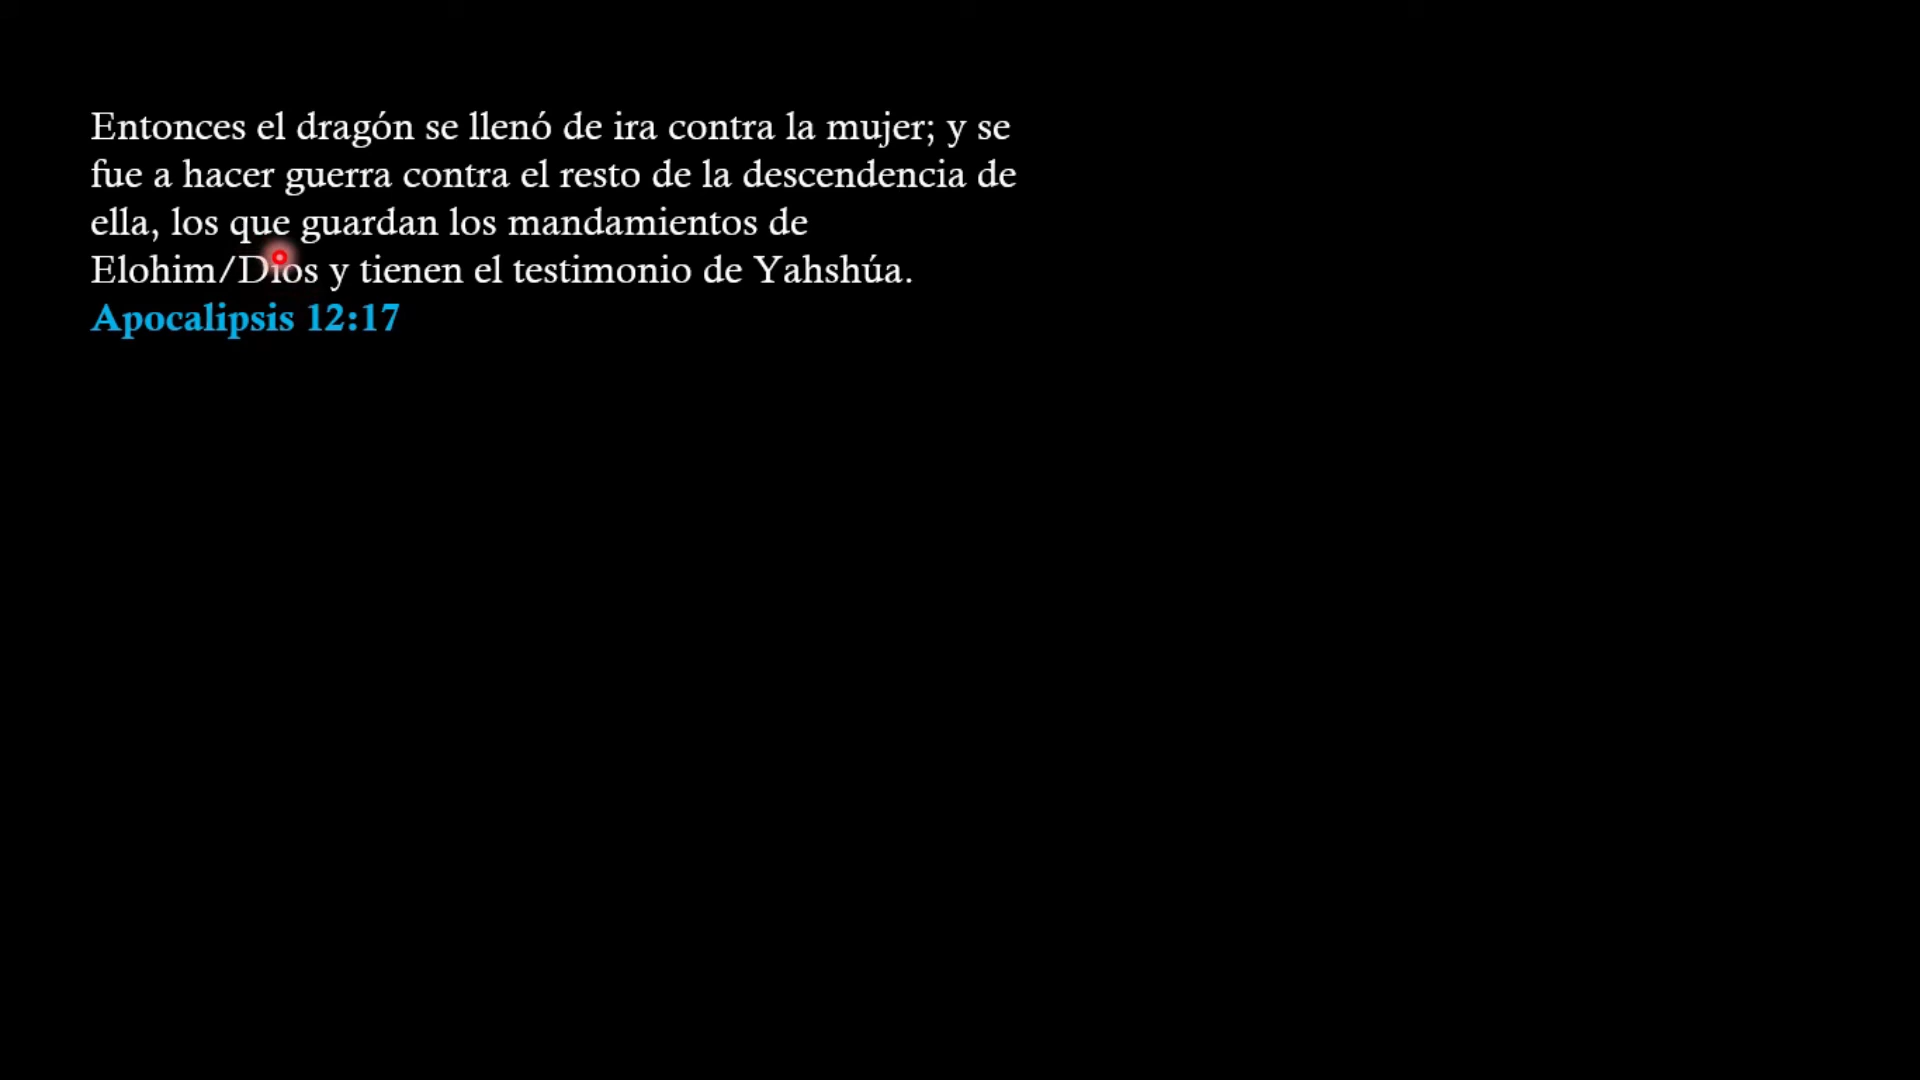 Entonces el dragón se llenó de ira contra la mujer; y se
fue a hacer guerra contra el resto de la descendencia de
ella, los que guardan los mandamientos de
Elohim/Dios y tienen el testimonio de Yahshúa.
Apocalipsis 12:17